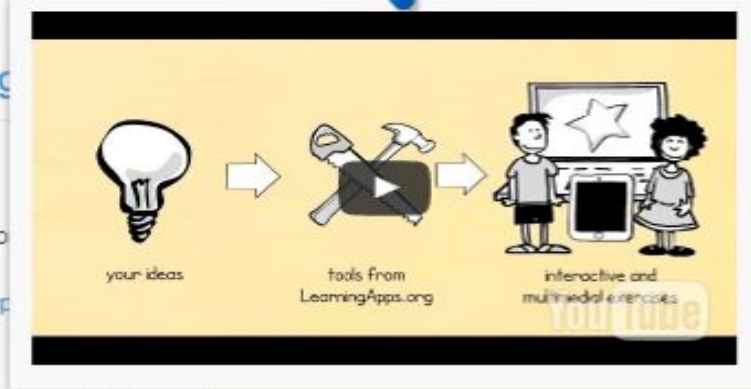 your ideas
tools from
LearningApps.org
interactive and
multimedial exercises
YouTube